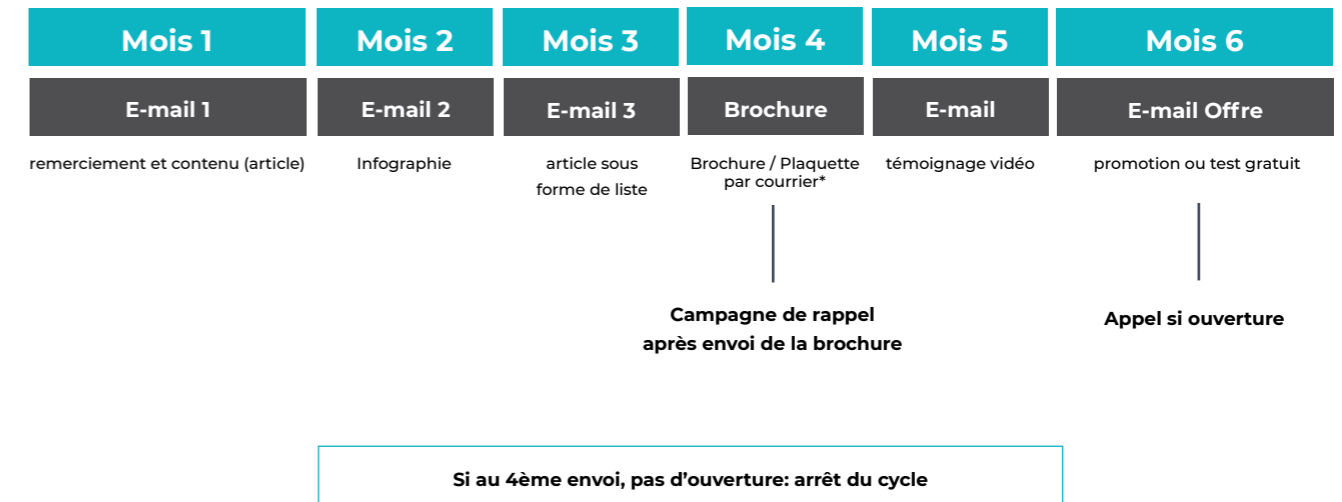 Mois 1
Mois 2
Mois 3
Mois 4
Mois 5
Mois 6
E-mail 1
E-mail 2
E-mail 3
Brochure
E-mail
E-mail Offre
remerciement et contenu (article)
Infographie
article sous
forme de liste
Brochure / Plaquette
par courrier*
témoignage vidéo
promotion ou test gratuit
Campagne de rappel
après envoi de la brochure
Appel si ouverture
Si au 4ème envoi, pas d’ouverture: arrêt du cycle